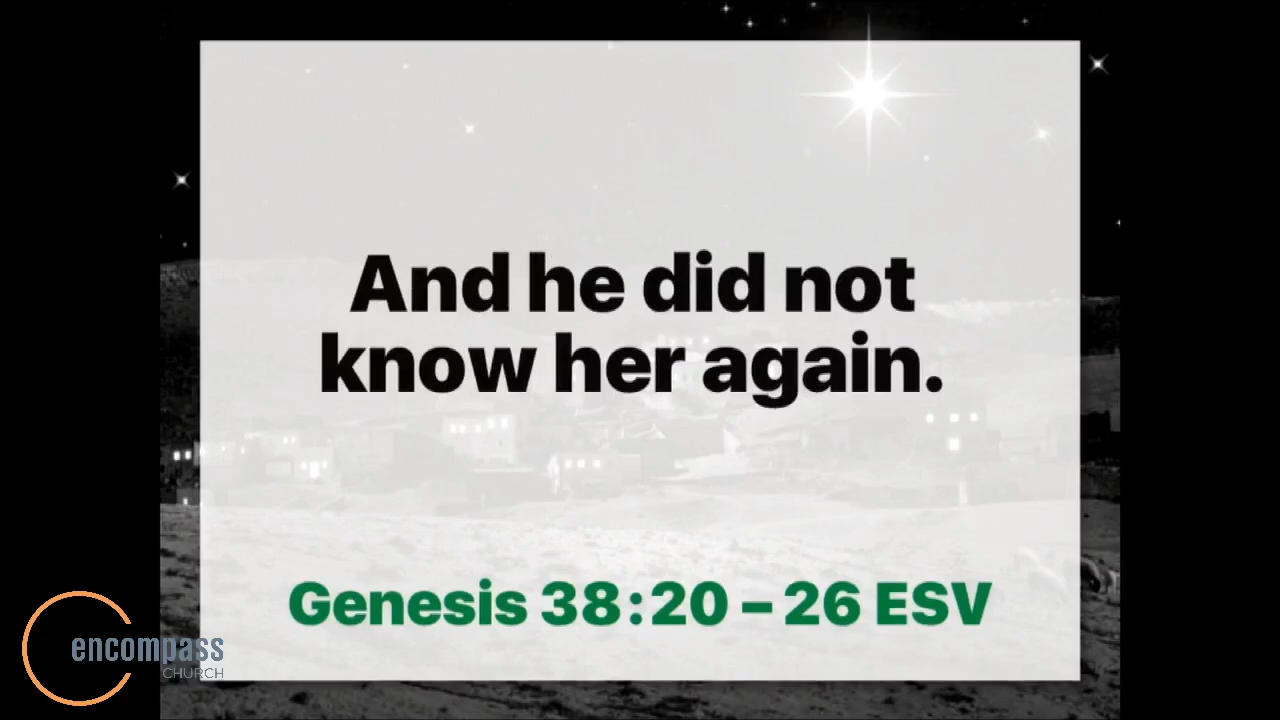 And he did not
know her again.
Genesis 38:20 – 26 ESV
encompass
CHURCH